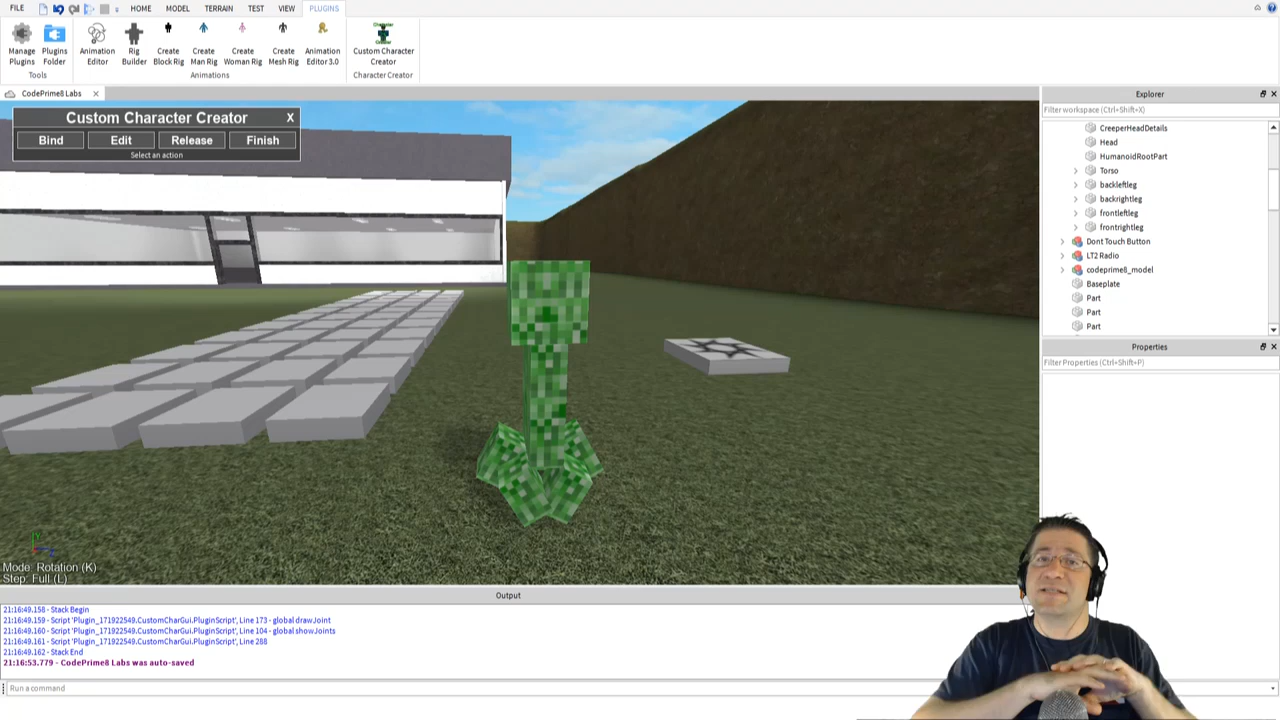 FILE HOME MODEL TERRAIN TEST VIEW PLUGINS
Manage Plugins
Plugins Folder
Tools
Animation Editor
Rig Builder
Create Block Rig
Create Man Rig
Create Woman Rig
Create Mesh Rig
Animation Editor 3.0
Animations
Character Creator
Custom Character Creator
Character Creator
CodePrime8 Labs x
Custom Character Creator X
Bind Edit Release Finish
Select an action
Mode: Rotation (K)
Step: Full (L)
Explorer
Filter workspace (Ctrl+Shift+X)
CreeperHeadDetails
Head
HumanoidRootPart
Torso
backleftleg
backrightleg
frontleftleg
frontrightleg
Dont Touch Button
LT2 Radio
codeprime8_model
Baseplate
Part
Part
Part
Properties
Filter Properties (Ctrl+Shift+P)
Output
21:16:49.158 - Stack Begin
21:16:49.159 - Script 'Plugin_171922549.CustomCharGui.PluginScript', Line 173 - global drawJoint
21:16:49.160 - Script 'Plugin_171922549.CustomCharGui.PluginScript', Line 104 - global showJoints
21:16:49.161 - Script 'Plugin_171922549.CustomCharGui.PluginScript', Line 288
21:16:49.162 - Stack End
21:16:53.779 - CodePrime8 Labs was auto-saved
Run a command